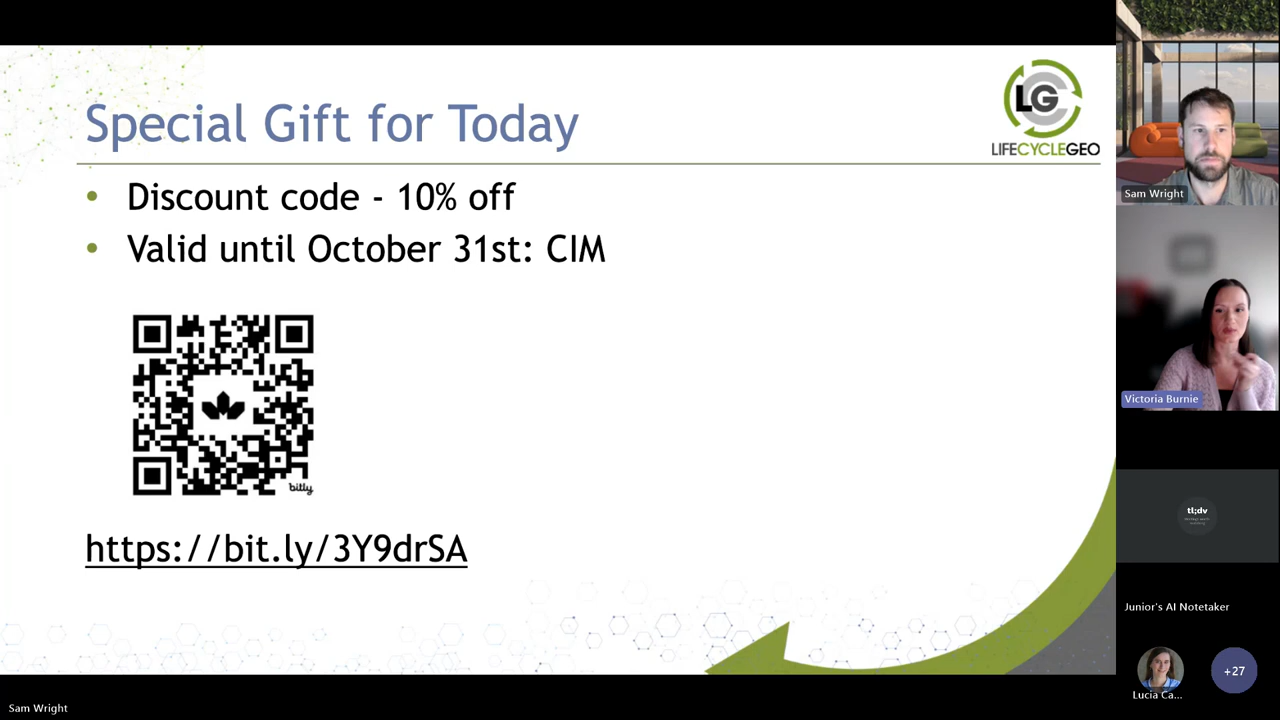 Special Gift for Today
LGC
LIFECYCLEGEO
• Discount code - 10% off
• Valid until October 31st: CIM
bitly
https://bit.ly/3Y9drSA
Sam Wright
Victoria Burnie
tl;dv
Junior's AI Notetaker
Lucia Ca...
+27
Sam Wright